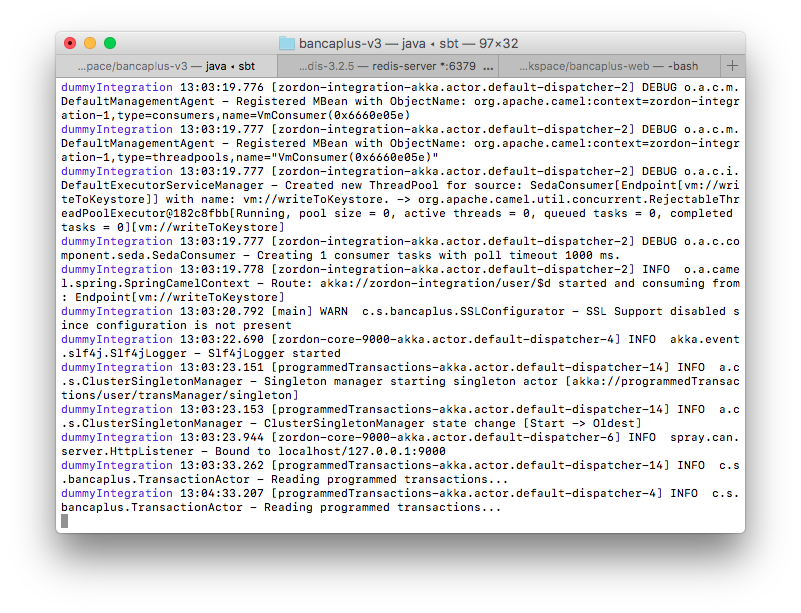 bancaplus-v3 — java ◂ sbt — 97×32
...pace/bancaplus-v3 — java ◂ sbt
...dis-3.2.5 — redis-server *:6379 ...
...kspace/bancaplus-web — -bash
+
dummyIntegration 13:03:19.776 [zordon-integration-akka.actor.default-dispatcher-2] DEBUG o.a.c.m.
DefaultManagementAgent – Registered MBean with ObjectName: org.apache.camel:context=zordon-integr
ation-1,type=consumers,name=VmConsumer(0x6660e05e)
dummyIntegration 13:03:19.777 [zordon-integration-akka.actor.default-dispatcher-2] DEBUG o.a.c.m.
DefaultManagementAgent – Registered MBean with ObjectName: org.apache.camel:context=zordon-integr
ation-1,type=threadpools,name="VmConsumer(0x6660e05e)"
dummyIntegration 13:03:19.777 [zordon-integration-akka.actor.default-dispatcher-2] DEBUG o.a.c.i.
DefaultExecutorServiceManager – Created new ThreadPool for source: SedaConsumer[Endpoint[vm://wri
teToKeystore]] with name: vm://writeToKeystore. -> org.apache.camel.util.concurrent.RejectableThr
eadPoolExecutor@182c8fbb[Running, pool size = 0, active threads = 0, queued tasks = 0, completed 
tasks = 0][vm://writeToKeystore]
dummyIntegration 13:03:19.777 [zordon-integration-akka.actor.default-dispatcher-2] DEBUG o.a.c.co
mponent.seda.SedaConsumer – Creating 1 consumer tasks with poll timeout 1000 ms.
dummyIntegration 13:03:19.778 [zordon-integration-akka.actor.default-dispatcher-2] INFO  o.a.came
l.spring.SpringCamelContext – Route: akka://zordon-integration/user/$d started and consuming from
: Endpoint[vm://writeToKeystore]
dummyIntegration 13:03:20.792 [main] WARN  c.s.bancaplus.SSLConfigurator – SSL Support disabled s
ince configuration is not present
dummyIntegration 13:03:22.690 [zordon-core-9000-akka.actor.default-dispatcher-4] INFO  akka.event
.slf4j.Slf4jLogger – Slf4jLogger started
dummyIntegration 13:03:23.151 [programmedTransactions-akka.actor.default-dispatcher-14] INFO  a.c
.s.ClusterSingletonManager – Singleton manager starting singleton actor [akka://programmedTransac
tions/user/transManager/singleton]
dummyIntegration 13:03:23.153 [programmedTransactions-akka.actor.default-dispatcher-14] INFO  a.c
.s.ClusterSingletonManager – ClusterSingletonManager state change [Start -> Oldest]
dummyIntegration 13:03:23.944 [zordon-core-9000-akka.actor.default-dispatcher-6] INFO  spray.can.
server.HttpListener – Bound to localhost/127.0.0.1:9000
dummyIntegration 13:03:33.262 [programmedTransactions-akka.actor.default-dispatcher-14] INFO  c.s
.bancaplus.TransactionActor – Reading programmed transactions...
dummyIntegration 13:04:33.207 [programmedTransactions-akka.actor.default-dispatcher-4] INFO  c.s.
bancaplus.TransactionActor – Reading programmed transactions...